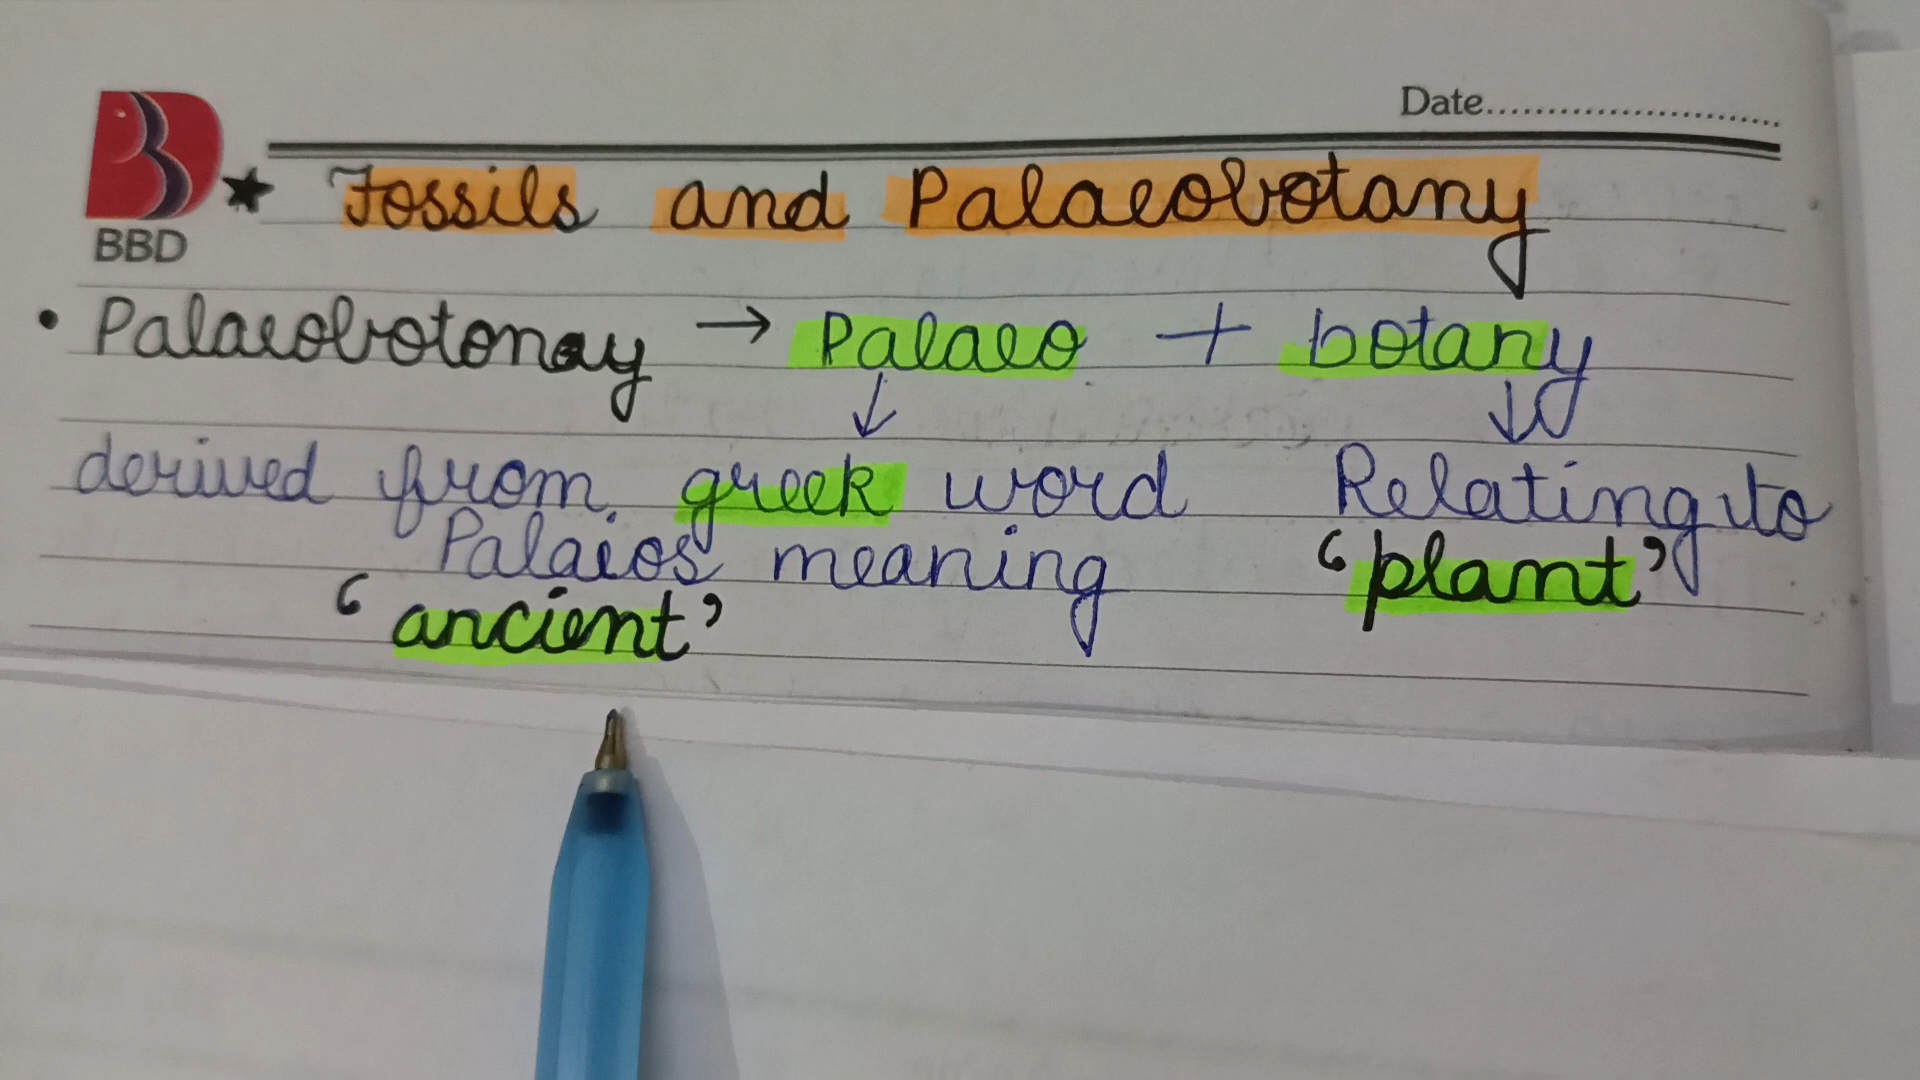 Date
BBD
★ Fossils and Palaeobotany
• Palaeobotonay → Palaeo + botany
derived from greek word Relating to
Palaios meaning 'plant'
'ancient'